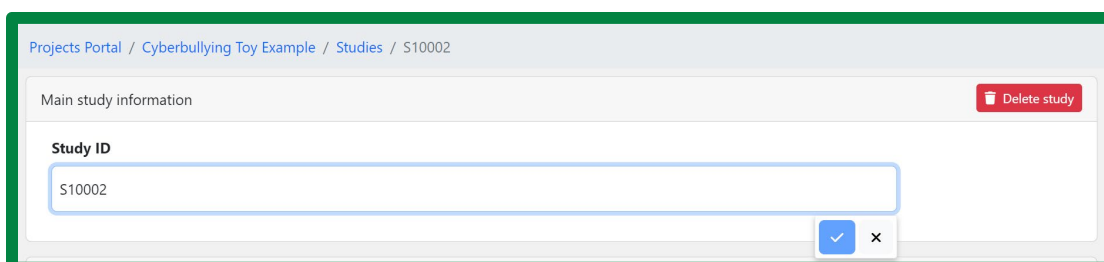 Projects Portal / Cyberbullying Toy Example / Studies / S10002
Main study information
Delete study
Study ID
S10002